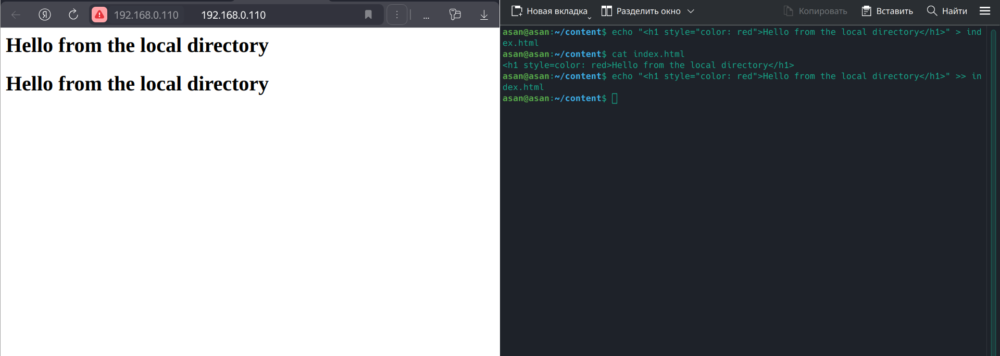 192.168.0.110 192.168.0.110
Hello from the local directory
Hello from the local directory
Новая вкладка Разделить окно Копировать Вставить Найти
asan@asan:~/content$ echo "<h1 style="color: red">Hello from the local directory</h1>" > ind
ex.html
asan@asan:~/content$ cat index.html
<h1 style=color: red>Hello from the local directory</h1>
asan@asan:~/content$ echo "<h1 style="color: red">Hello from the local directory</h1>" >> in
dex.html
asan@asan:~/content$